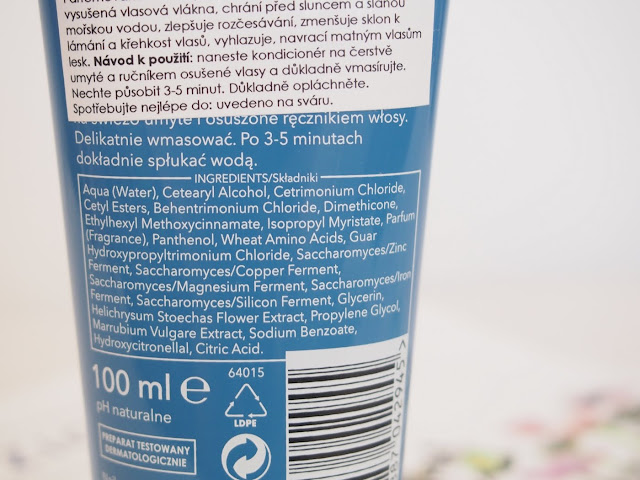 vysušená vlasová vlákna, chrání před sluncem a slanou
mořskou vodou, zlepšuje rozčesávání, zmenšuje sklon k
lámání a křehkost vlasů, vyhlazuje, navrací matným vlasům
lesk. Návod k použití: naneste kondicionér na čerstvě
umyté a ručníkem osušené vlasy a důkladně vmasírujte.
Nechte působit 3-5 minut. Důkladně opláchněte.
Spotřebujte nejlépe do: uvedeno na sváru.
umyte i osuszone ręcznikiem włosy.
Delikatnie wmasować. Po 3-5 minutach
dokładnie spłukać wodą.
INGREDIENTS/Składniki
Aqua (Water), Cetearyl Alcohol, Cetrimonium Chloride,
Cetyl Esters, Behentrimonium Chloride, Dimethicone,
Ethylhexyl Methoxycinnamate, Isopropyl Myristate, Parfum
(Fragrance), Panthenol, Wheat Amino Acids, Guar
Hydroxypropyltrimonium Chloride, Saccharomyces/Zinc
Ferment, Saccharomyces/Copper Ferment,
Saccharomyces/Magnesium Ferment, Saccharomyces/Iron
Ferment, Saccharomyces/Silicon Ferment, Glycerin,
Helichrysum Stoechas Flower Extract, Propylene Glycol,
Marrubium Vulgare Extract, Sodium Benzoate,
Hydroxycitronellal, Citric Acid.
100 ml e
64015
pH naturalne
LDPE
PREPARAT TESTOWANY
DERMATOLOGICZNIE